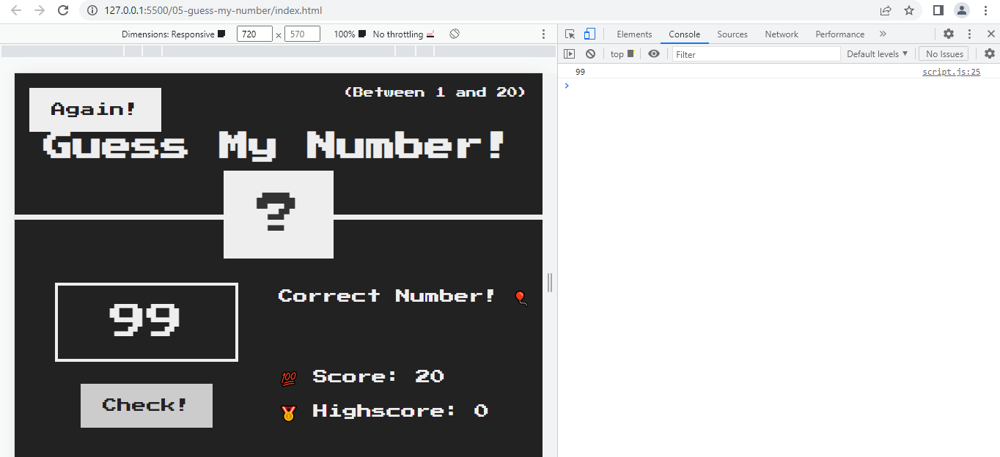 127.0.0.1:5500/05-guess-my-number/index.html
Dimensions: Responsive 720 × 570 100% No throttling
Elements Console Sources Network Performance »
top Filter Default levels ▼ No Issues
99 script.js:25
Again!
(Between 1 and 20)
Guess My Number!
?
99
Correct Number! 🎈
Check!
💯 Score: 20
🥇 Highscore: 0